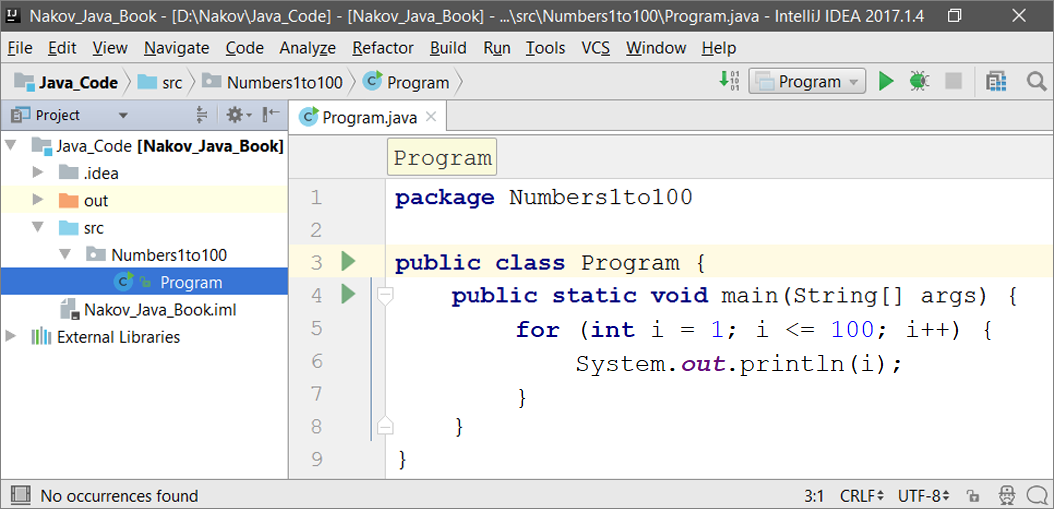 Nakov_Java_Book - [D:\Nakov\Java_Code] - [Nakov_Java_Book] - ...\src\Numbers1to100\Program.java - IntelliJ IDEA 2017.1.4
File Edit View Navigate Code Analyze Refactor Build Run Tools VCS Window Help
Java_Code src Numbers1to100 Program Program
Project
Program.java
Java_Code [Nakov_Java_Book]
.idea
out
src
Numbers1to100
Program
Nakov_Java_Book.iml
External Libraries
Program
1 package Numbers1to100
2
3 public class Program {
4 public static void main(String[] args) {
5 for (int i = 1; i <= 100; i++) {
6 System.out.println(i);
7 }
8 }
9 }
No occurrences found 3:1 CRLF UTF-8